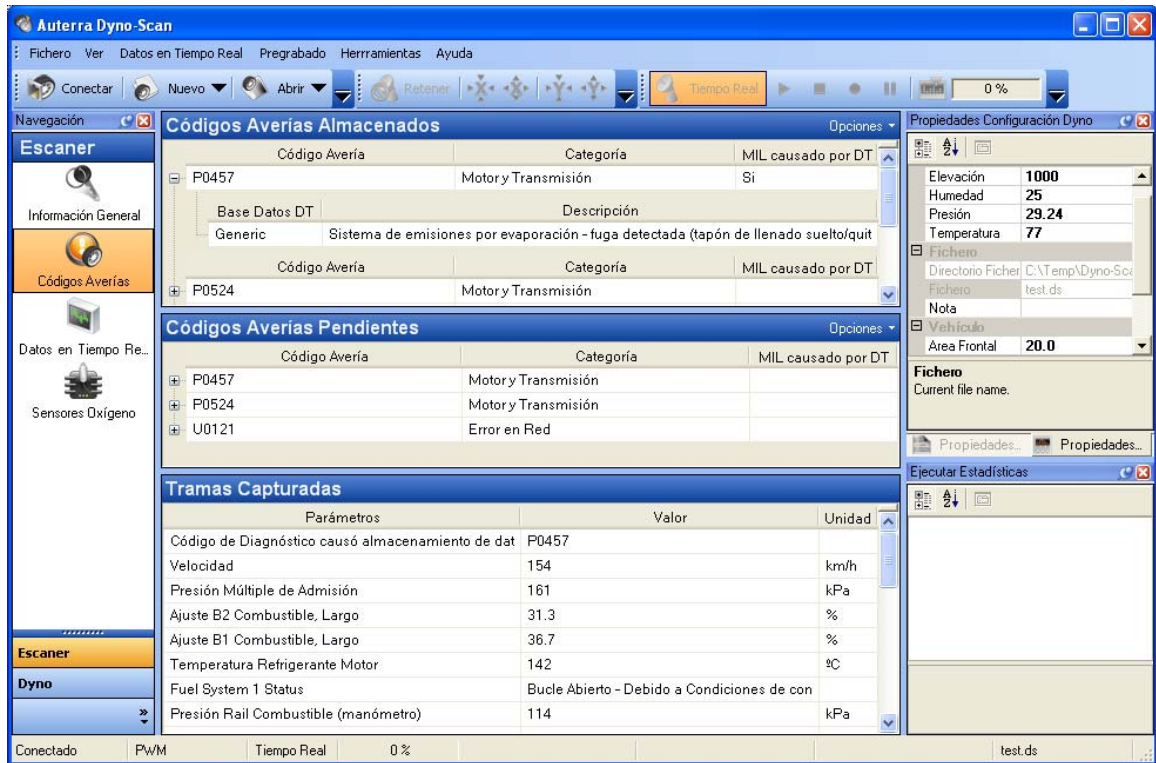 Auterra Dyno-Scan
Fichero Ver Datos en Tiempo Real Pregrabado Herrramientas Ayuda
Conectar Nuevo Abrir Retener X X Y Y Tiempo Real 0 %
Navegación
Escaner
Información General
Códigos Averías
Datos en Tiempo Re...
Sensores Oxígeno
Escaner
Dyno
Códigos Averías Almacenados Opciones
Código Avería Categoría MIL causado por DT
P0457 Motor y Transmisión Si
Base Datos DT Descripción
Generic Sistema de emisiones por evaporación - fuga detectada (tapón de llenado suelto/quit
Código Avería Categoría MIL causado por DT
P0524 Motor y Transmisión
Códigos Averías Pendientes Opciones
Código Avería Categoría MIL causado por DT
P0457 Motor y Transmisión
P0524 Motor y Transmisión
U0121 Error en Red
Tramas Capturadas
Parámetros Valor Unidad
Código de Diagnóstico causó almacenamiento de dat P0457
Velocidad 154 km/h
Presión Múltiple de Admisión 161 kPa
Ajuste B2 Combustible, Largo 31.3 %
Ajuste B1 Combustible, Largo 36.7 %
Temperatura Refrigerante Motor 142 ºC
Fuel System 1 Status Bucle Abierto - Debido a Condiciones de con
Presión Rail Combustible (manómetro) 114 kPa
Propiedades Configuración Dyno
Elevación 1000
Humedad 25
Presión 29.24
Temperatura 77
Fichero
Directorio Ficher C:\Temp\Dyno-Sca
Fichero test.ds
Nota
Vehículo
Area Frontal 20.0
Fichero
Current file name.
Propiedades... Propiedades...
Ejecutar Estadísticas
Conectado PWM Tiempo Real 0 % test.ds